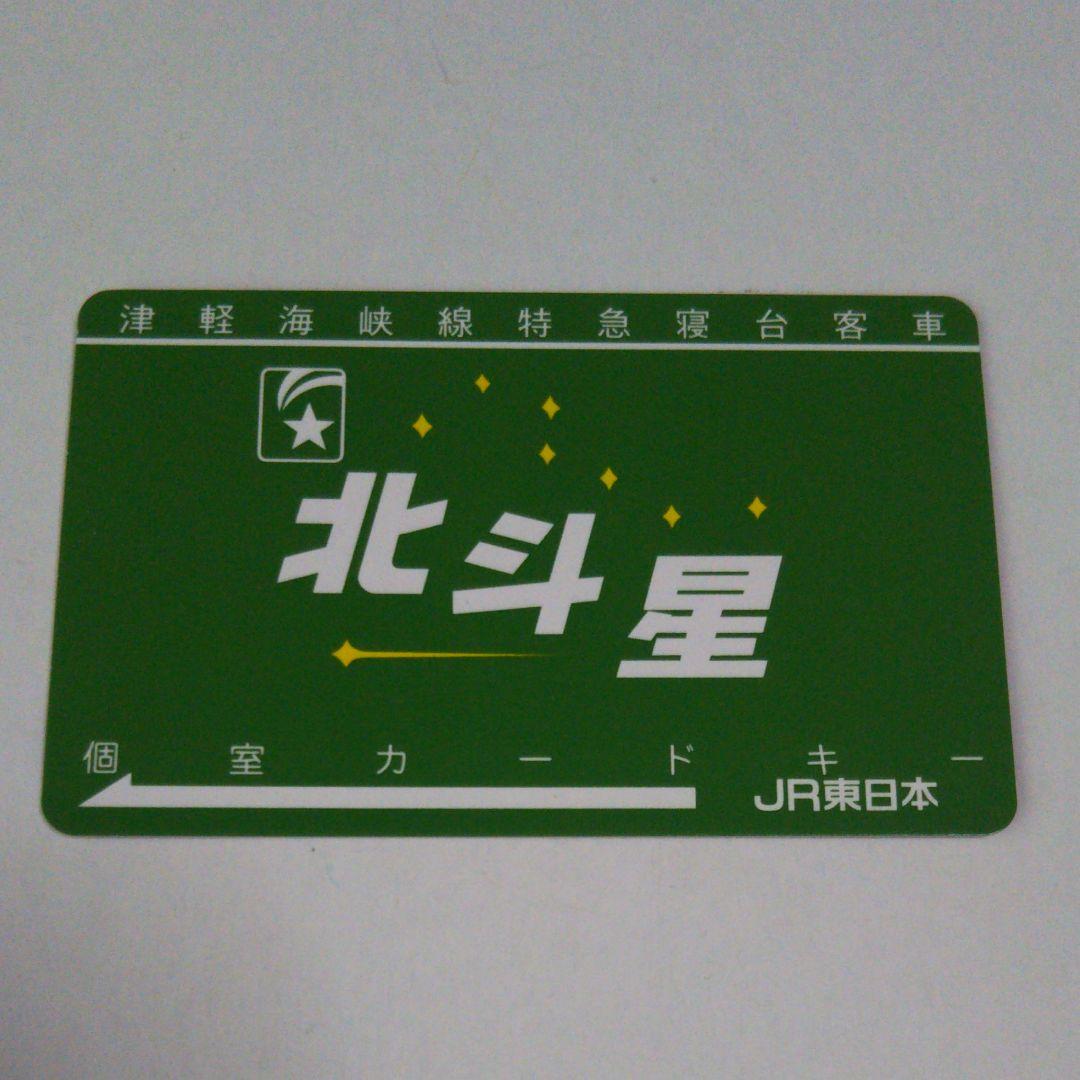 津軽海峡線特急寝台客車
北斗星
個室カードキー
JR東日本